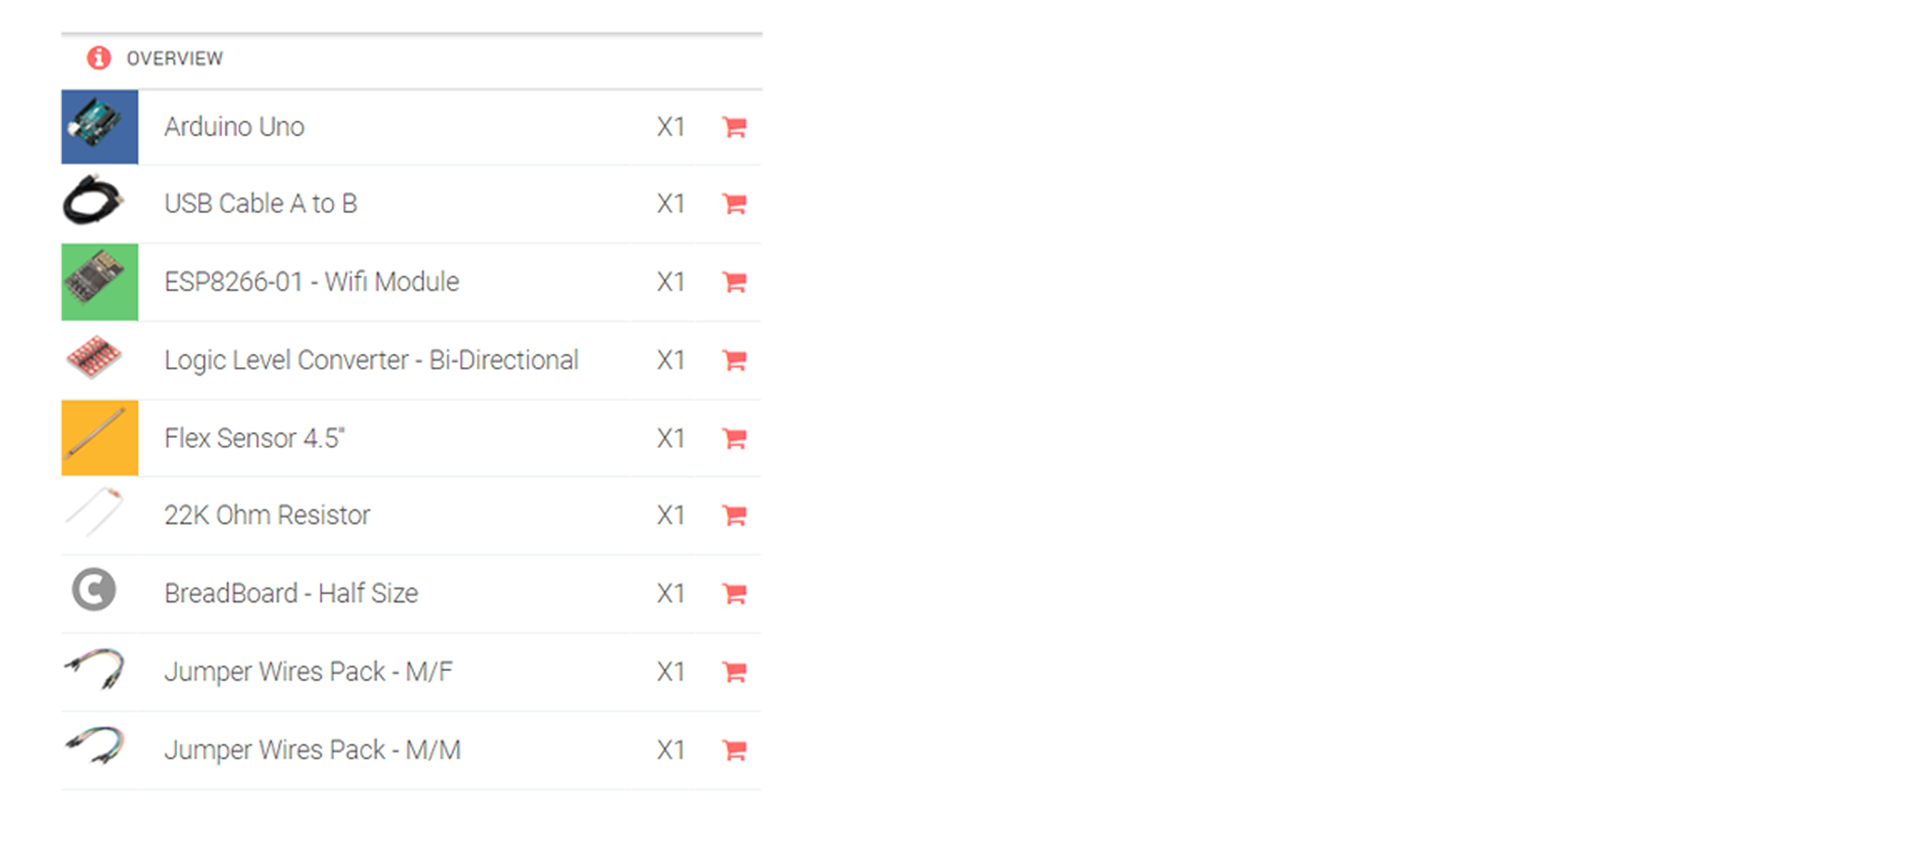 OVERVIEW
Arduino Uno X1
USB Cable A to B X1
ESP8266-01 - Wifi Module X1
Logic Level Converter - Bi-Directional X1
Flex Sensor 4.5" X1
22K Ohm Resistor X1
C BreadBoard - Half Size X1
Jumper Wires Pack - M/F X1
Jumper Wires Pack - M/M X1